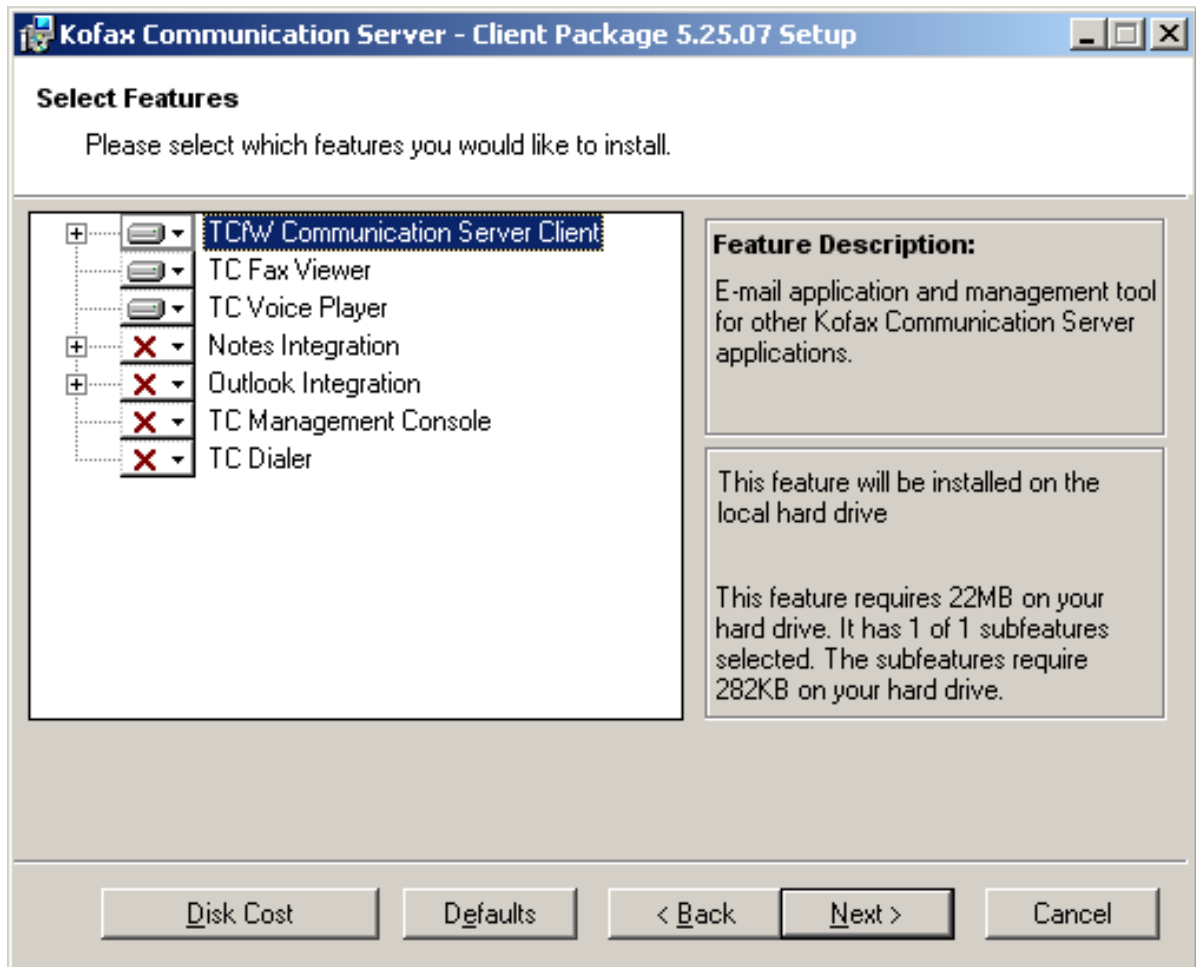 Kofax Communication Server - Client Package 5.25.07 Setup
Select Features
Please select which features you would like to install.
TC/W Communication Server Client
TC Fax Viewer
TC Voice Player
Notes Integration
Outlook Integration
TC Management Console
TC Dialer
Feature Description:
E-mail application and management tool
for other Kofax Communication Server
applications.
This feature will be installed on the
local hard drive
This feature requires 22MB on your
hard drive. It has 1 of 1 subfeatures
selected. The subfeatures require
282KB on your hard drive.
Disk Cost
Defaults
< Back
Next >
Cancel